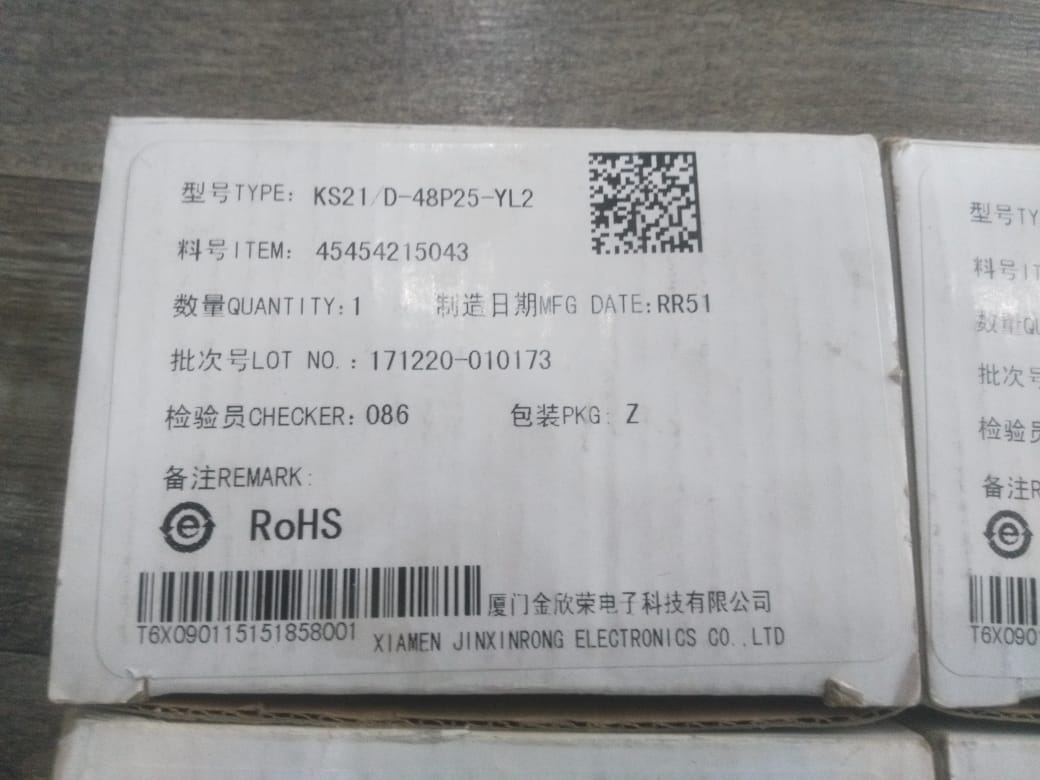 型号TYPE: KS21/D-48P25-YL2
料号ITEM: 45454215043
数量QUANTITY:1 制造日期MFG DATE:RR51
批次号LOT NO.: 171220-010173
检验员CHECKER: 086 包装PKG: Z
备注REMARK:
e RoHS
厦门金欣荣电子科技有限公司
T6X090115151858001
XIAMEN JINXINRONG ELECTRONICS CO.,LTD
型号TY
料号IT
数量QU
批次号
检验员
备注R
e
T6X090